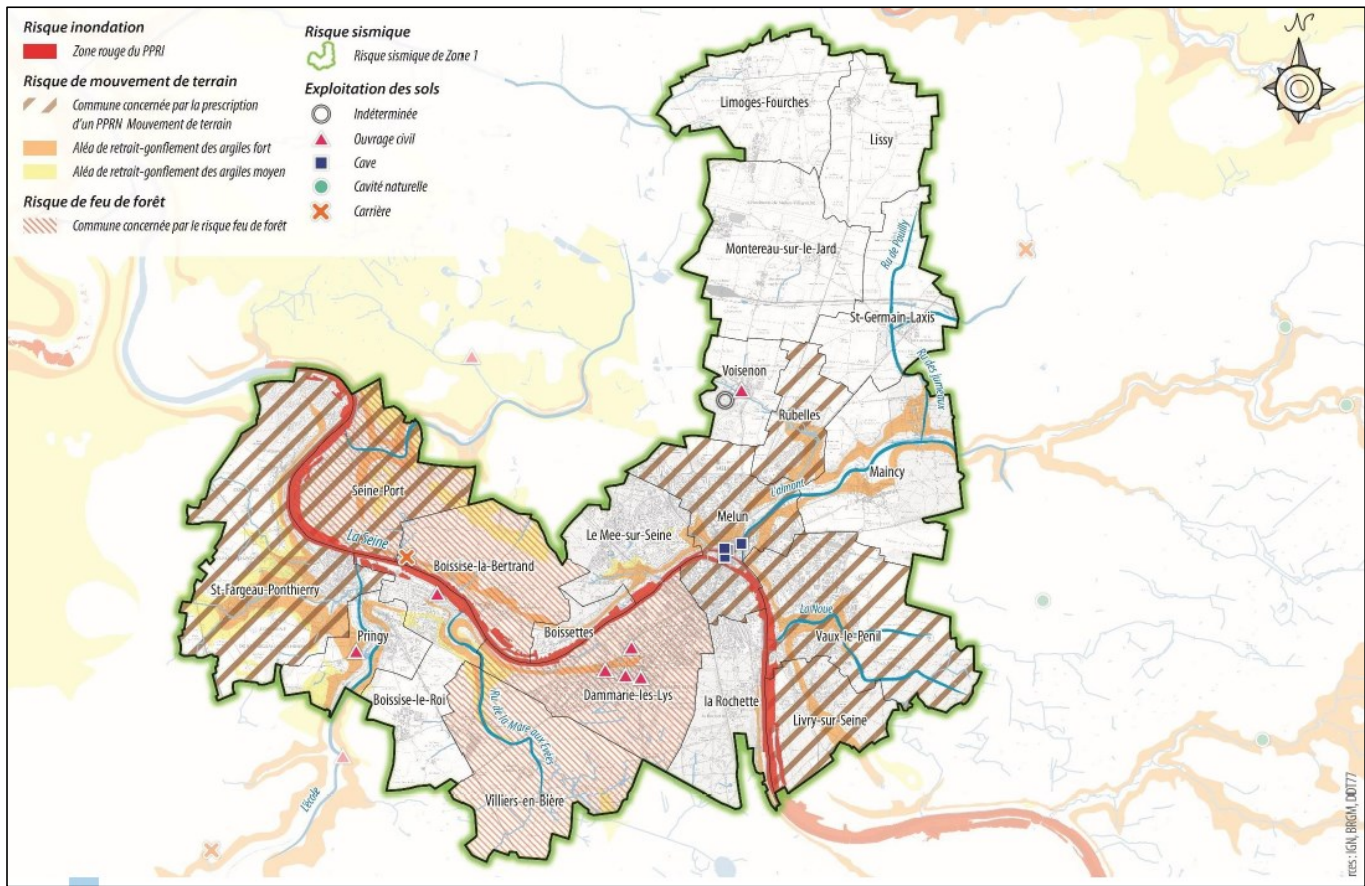 Risque inondation
Zone rouge du PPRI
Risque de mouvement de terrain
Commune concernée par la prescription
d'un PPRN Mouvement de terrain
Aléa de retrait-gonflement des argiles fort
Aléa de retrait-gonflement des argiles moyen
Risque de feu de forêt
Commune concernée par le risque feu de forêt
Risque sismique
Risque sismique de Zone 1
Exploitation des sols
Indéterminée
Ouvrage civil
Cave
Cavité naturelle
Carrière
N
Limoges-Fourches
Lissy
Montereau-sur-le-Jard
Ru de Pouilly
St-Germain-Laxis
Ru des Jumeaux
Voisenon
Rubelles
Maincy
L'almont
Melun
Le Mee-sur-Seine
Seine-Port
La Seine
Boissise-la-Bertrand
St-Fargeau-Ponthierry
Boissettes
La Noue
Vaux-le-Penil
Pringy
Dammarie-les-Lys
la Rochette
Livry-sur-Seine
Boissise-le-Roi
Ru de la Mare aux Evées
Villiers-en-Bière
L'école
rces : IGN, BRGM, DDT77